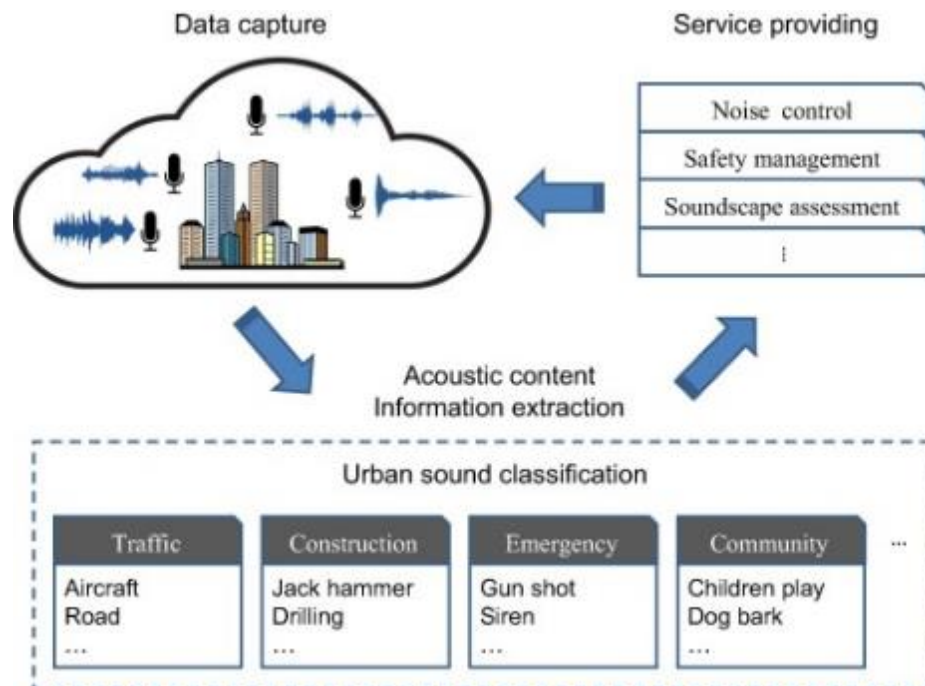 Data capture
Service providing
Noise control
Safety management
Soundscape assessment
⋮
Acoustic content
Information extraction
Urban sound classification
Traffic
Aircraft
Road
...
Construction
Jack hammer
Drilling
...
Emergency
Gun shot
Siren
...
Community
Children play
Dog bark
...
...